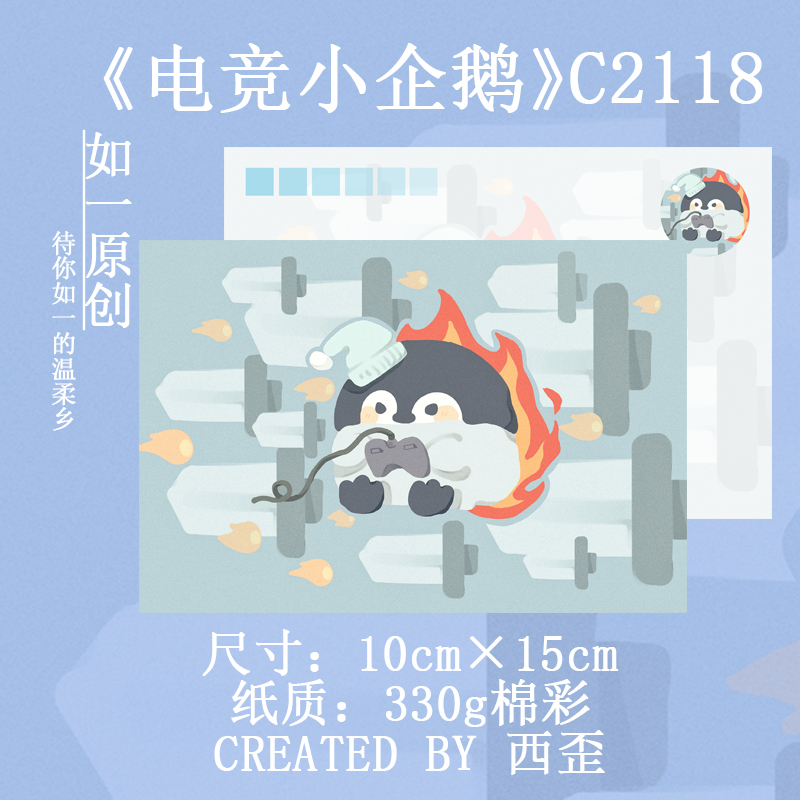 《电竞小企鹅》C2118
如一原创
待你如一的温柔乡
尺寸：10cm×15cm
纸质：330g棉彩
CREATED BY 西歪